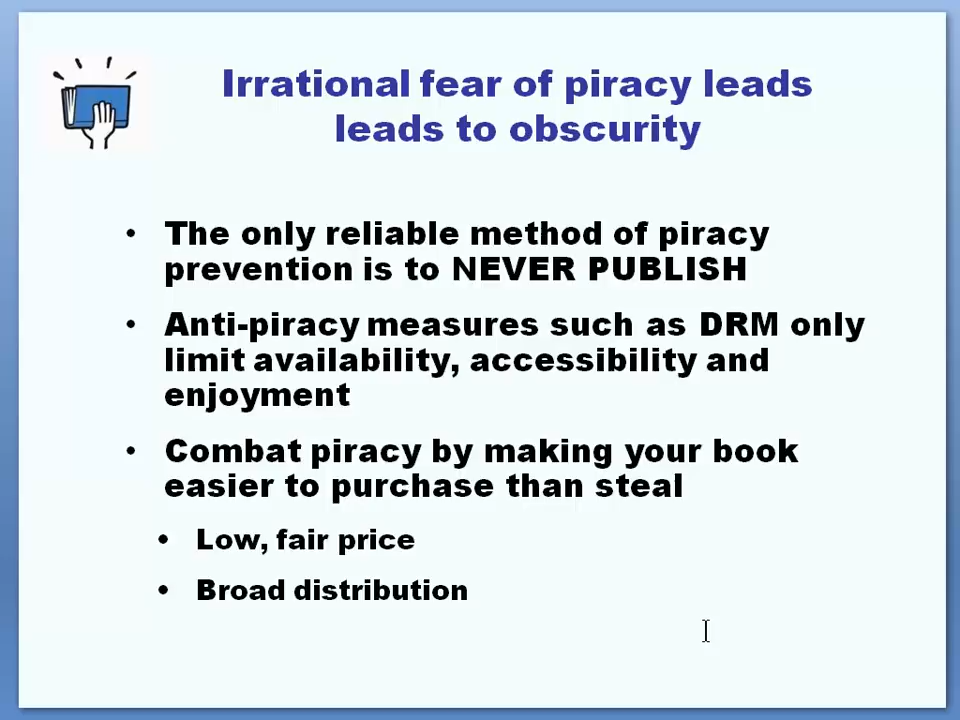 Irrational fear of piracy leads
leads to obscurity
• The only reliable method of piracy
prevention is to NEVER PUBLISH
• Anti-piracy measures such as DRM only
limit availability, accessibility and
enjoyment
• Combat piracy by making your book
easier to purchase than steal
• Low, fair price
• Broad distribution